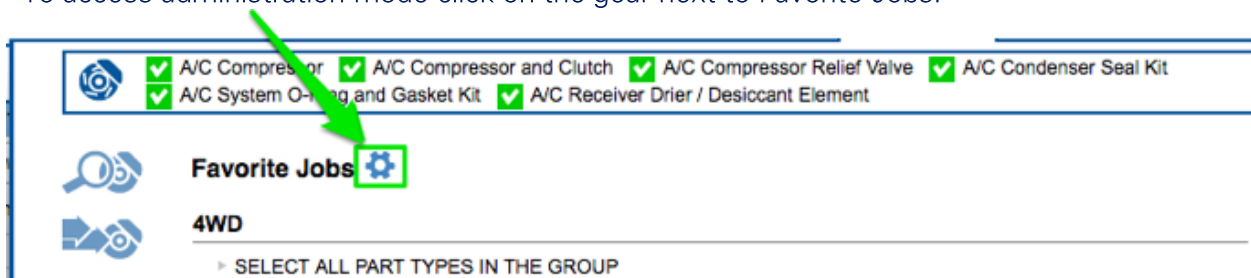 To access administration mode click on the gear next to Favorite Jobs.
A/C Compressor A/C Compressor and Clutch A/C Compressor Relief Valve A/C Condenser Seal Kit
A/C System O-Ring and Gasket Kit A/C Receiver Drier / Desiccant Element
Favorite Jobs
4WD
SELECT ALL PART TYPES IN THE GROUP